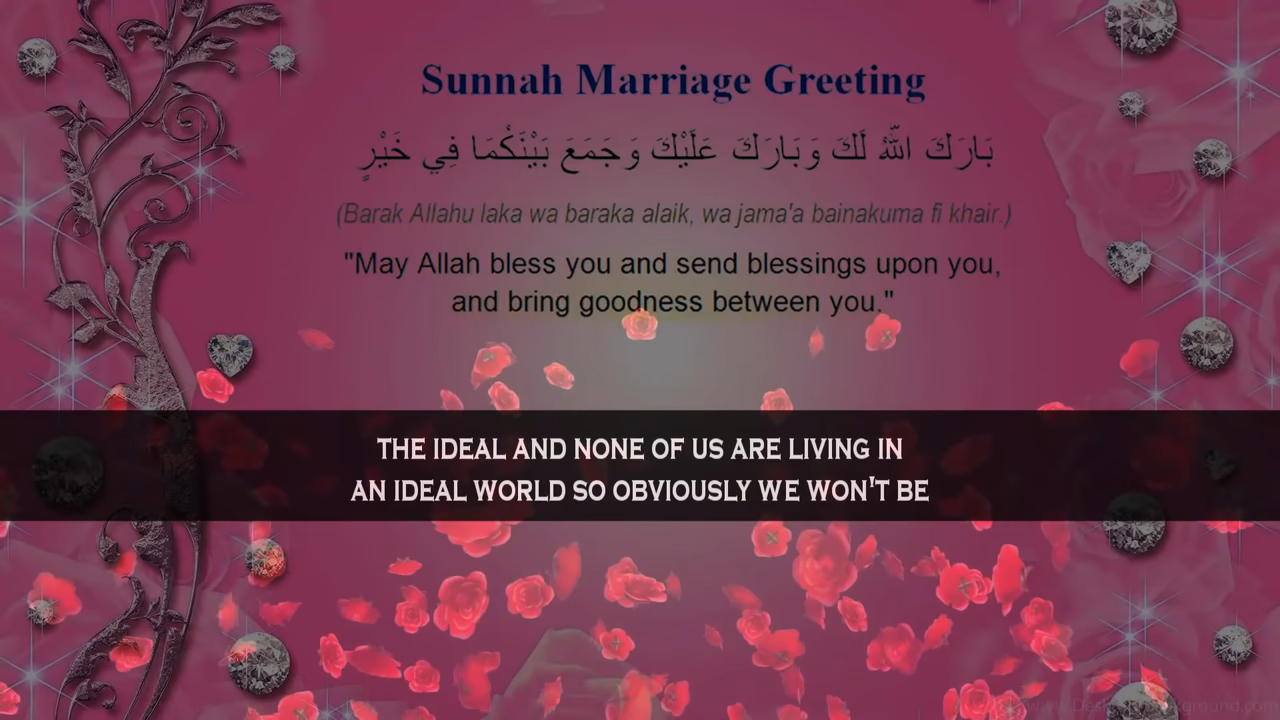 Sunnah Marriage Greeting
بَارَكَ اللَّهُ لَكَ وَبَارَكَ عَلَيْكَ وَجَمَعَ بَيْنَكُمَا فِي خَيْرٍ
(Barak Allahu laka wa baraka alaik, wa jama'a bainakuma fi khair.)
"May Allah bless you and send blessings upon you,
and bring goodness between you."
THE IDEAL AND NONE OF US ARE LIVING IN
AN IDEAL WORLD SO OBVIOUSLY WE WON'T BE